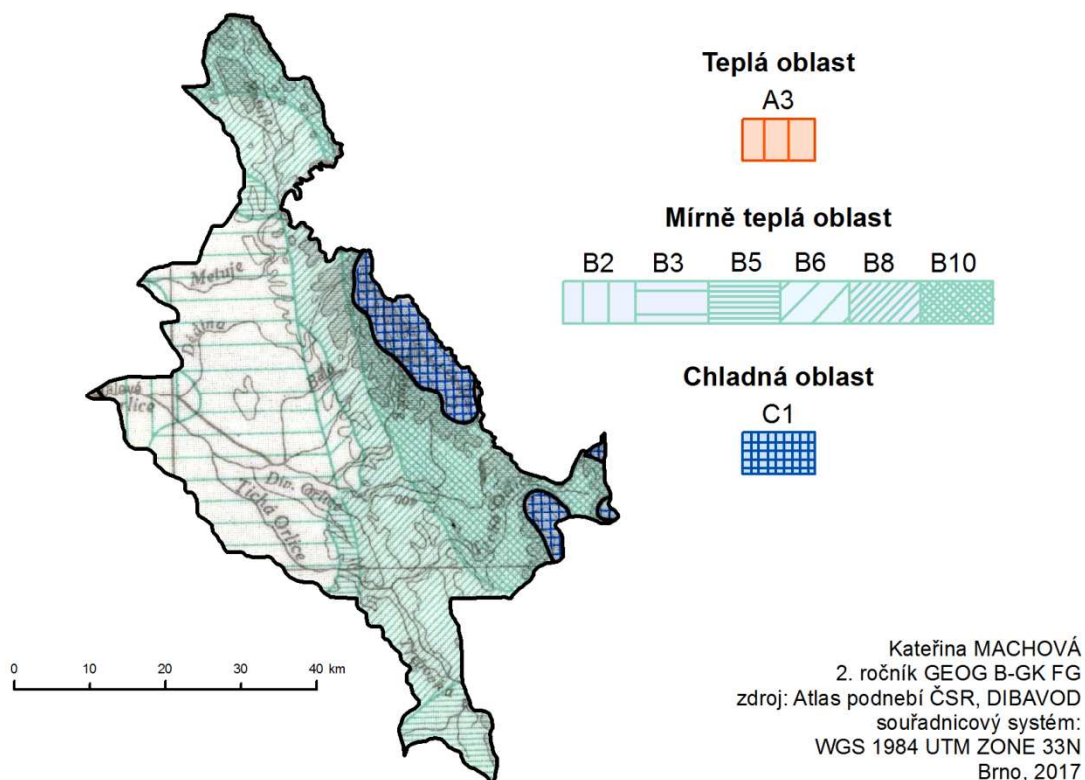 Teplá oblast
A3
Mírně teplá oblast
B2 B3 B5 B6 B8 B10
Chladná oblast
C1
Metuje
Dědina
Bělá
Div. Orlice
Tichá Orlice
0 10 20 30 40 km
Kateřina MACHOVÁ
2. ročník GEOG B-GK FG
zdroj: Atlas podnebí ČSR, DIBAVOD
souřadnicový systém:
WGS 1984 UTM ZONE 33N
Brno, 2017